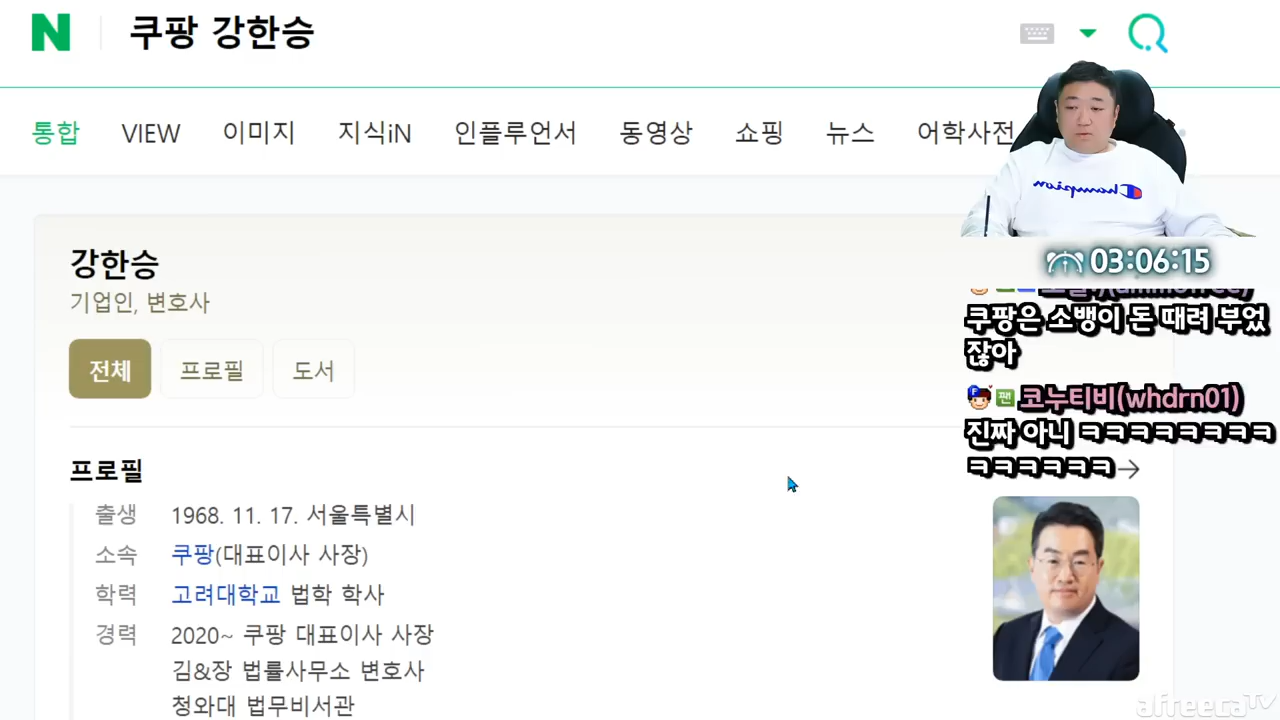 N 쿠팡 강한승
통합 VIEW 이미지 지식iN 인플루언서 동영상 쇼핑 뉴스 어학사전
Champion
03:06:15
강한승
기업인, 변호사
전체 프로필 도서
쿠팡은 소뱅이 돈 때려 부었
잖아
코누티비(whdrn01)
진짜 아니 ㅋㅋㅋㅋㅋㅋㅋㅋ
ㅋㅋㅋㅋㅋㅋ
프로필
출생 1968. 11. 17. 서울특별시
소속 쿠팡(대표이사 사장)
학력 고려대학교 법학 학사
경력 2020~ 쿠팡 대표이사 사장
김&장 법률사무소 변호사
청와대 법무비서관
afreecaTV